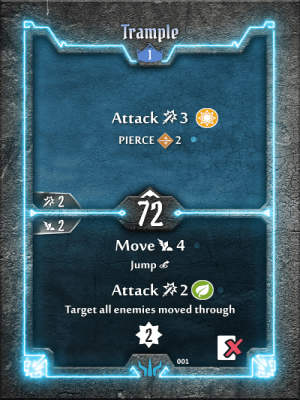 Trample
1
Attack 3
PIERCE 2
2
72
2
Move 4
Jump
Attack 2
Target all enemies moved through
2
001